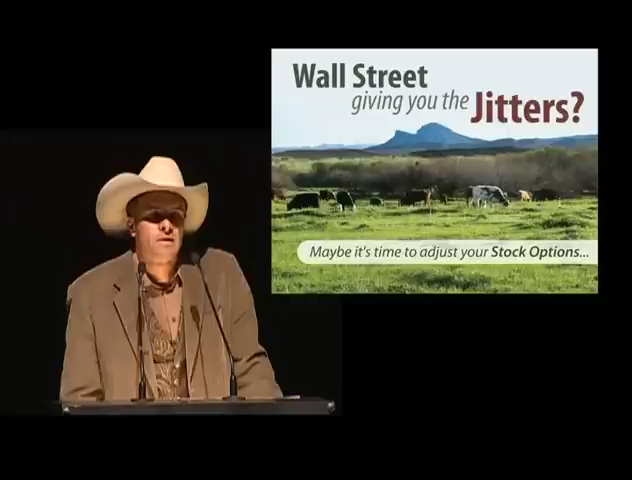 Wall Street
giving you the Jitters?
Maybe it's time to adjust your Stock Options...